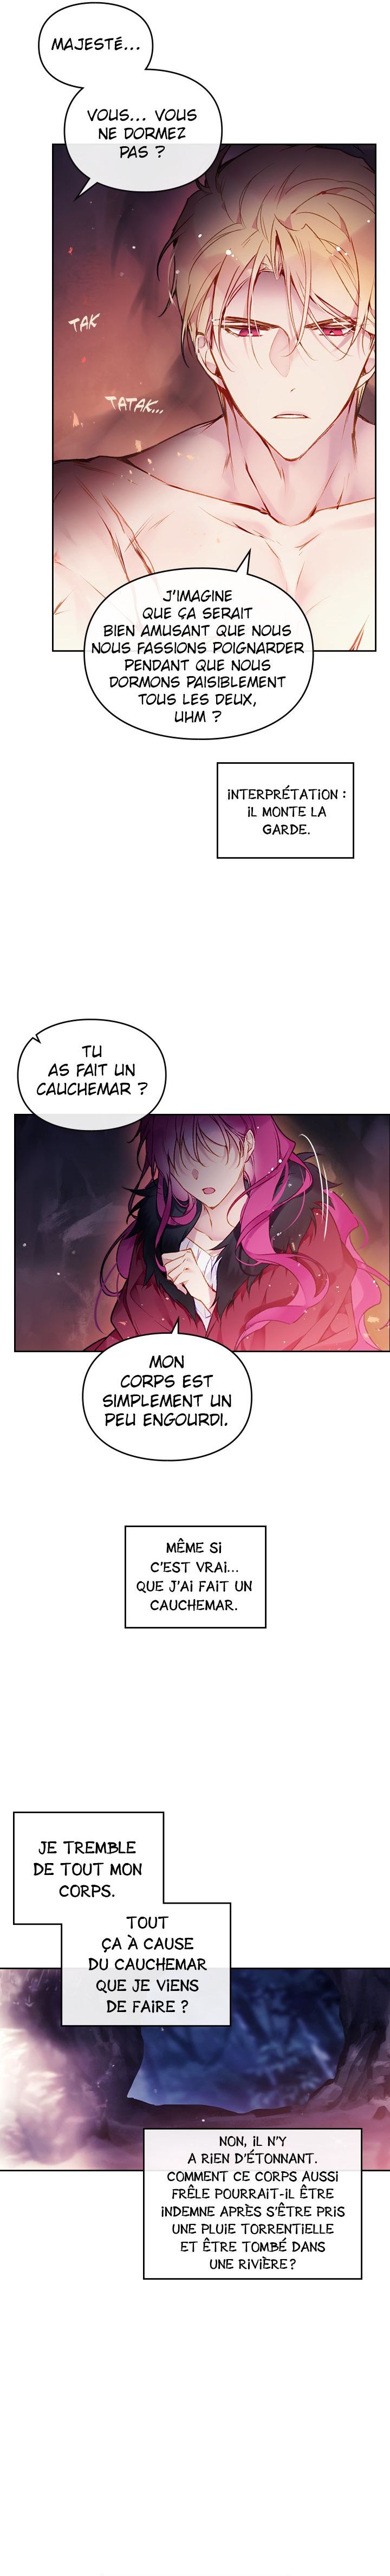 MAJESTÉ...
VOUS... VOUS
NE DORMEZ
PAS ?
TAK
TATAK...
J'IMAGINE
QUE ÇA SERAIT
BIEN AMUSANT QUE NOUS
NOUS FASSIONS POIGNARDER
PENDANT QUE NOUS
DORMONS PAISIBLEMENT
TOUS LES DEUX,
UHM ?
INTERPRÉTATION :
IL MONTE LA
GARDE.
TU
AS FAIT UN
CAUCHEMAR ?
MON
CORPS EST
SIMPLEMENT UN
PEU ENGOURDI.
MÊME SI
C'EST VRAI...
QUE J'AI FAIT UN
CAUCHEMAR.
JE TREMBLE
DE TOUT MON
CORPS.
TOUT
ÇA À CAUSE
DU CAUCHEMAR
QUE JE VIENS
DE FAIRE ?
NON, IL N'Y
A RIEN D'ÉTONNANT.
COMMENT CE CORPS AUSSI
FRÊLE POURRAIT-IL ÊTRE
INDEMNE APRÈS S'ÊTRE PRIS
UNE PLUIE TORRENTIELLE
ET ÊTRE TOMBÉ DANS
UNE RIVIÈRE ?